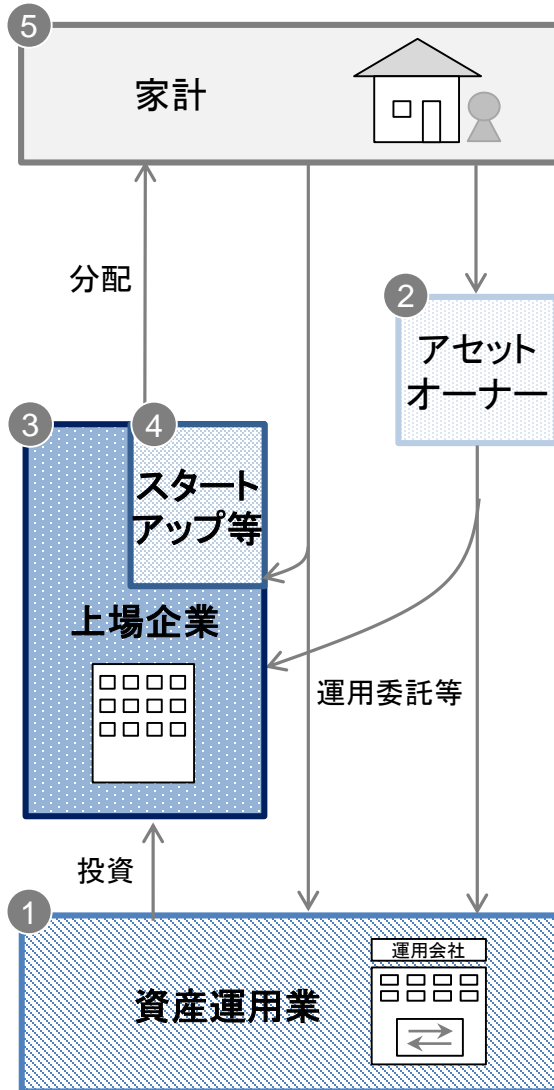 5
家計
分配
2
アセット
オーナー
3
4
スタート
アップ等
上場企業
運用委託等
投資
1
運用会社
資産運用業